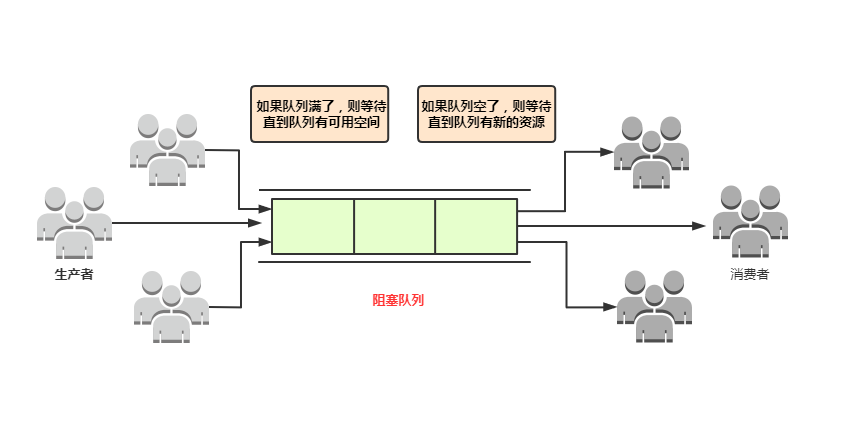 如果队列满了，则等待
直到队列有可用空间
如果队列空了，则等待
直到队列有新的资源
生产者
消费者
阻塞队列